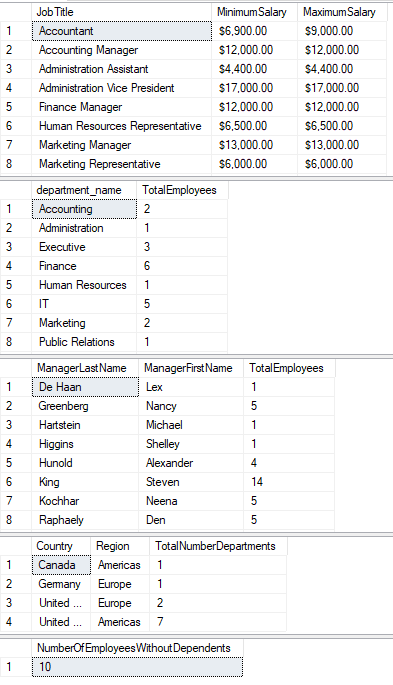 JobTitle MinimumSalary MaximumSalary
1 Accountant $6,900.00 $9,000.00
2 Accounting Manager $12,000.00 $12,000.00
3 Administration Assistant $4,400.00 $4,400.00
4 Administration Vice President $17,000.00 $17,000.00
5 Finance Manager $12,000.00 $12,000.00
6 Human Resources Representative $6,500.00 $6,500.00
7 Marketing Manager $13,000.00 $13,000.00
8 Marketing Representative $6,000.00 $6,000.00
department_name TotalEmployees
1 Accounting 2
2 Administration 1
3 Executive 3
4 Finance 6
5 Human Resources 1
6 IT 5
7 Marketing 2
8 Public Relations 1
ManagerLastName ManagerFirstName TotalEmployees
1 De Haan Lex 1
2 Greenberg Nancy 5
3 Hartstein Michael 1
4 Higgins Shelley 1
5 Hunold Alexander 4
6 King Steven 14
7 Kochhar Neena 5
8 Raphaely Den 5
Country Region TotalNumberDepartments
1 Canada Americas 1
2 Germany Europe 1
3 United ... Europe 2
4 United ... Americas 7
NumberOfEmployeesWithoutDependents
1 10